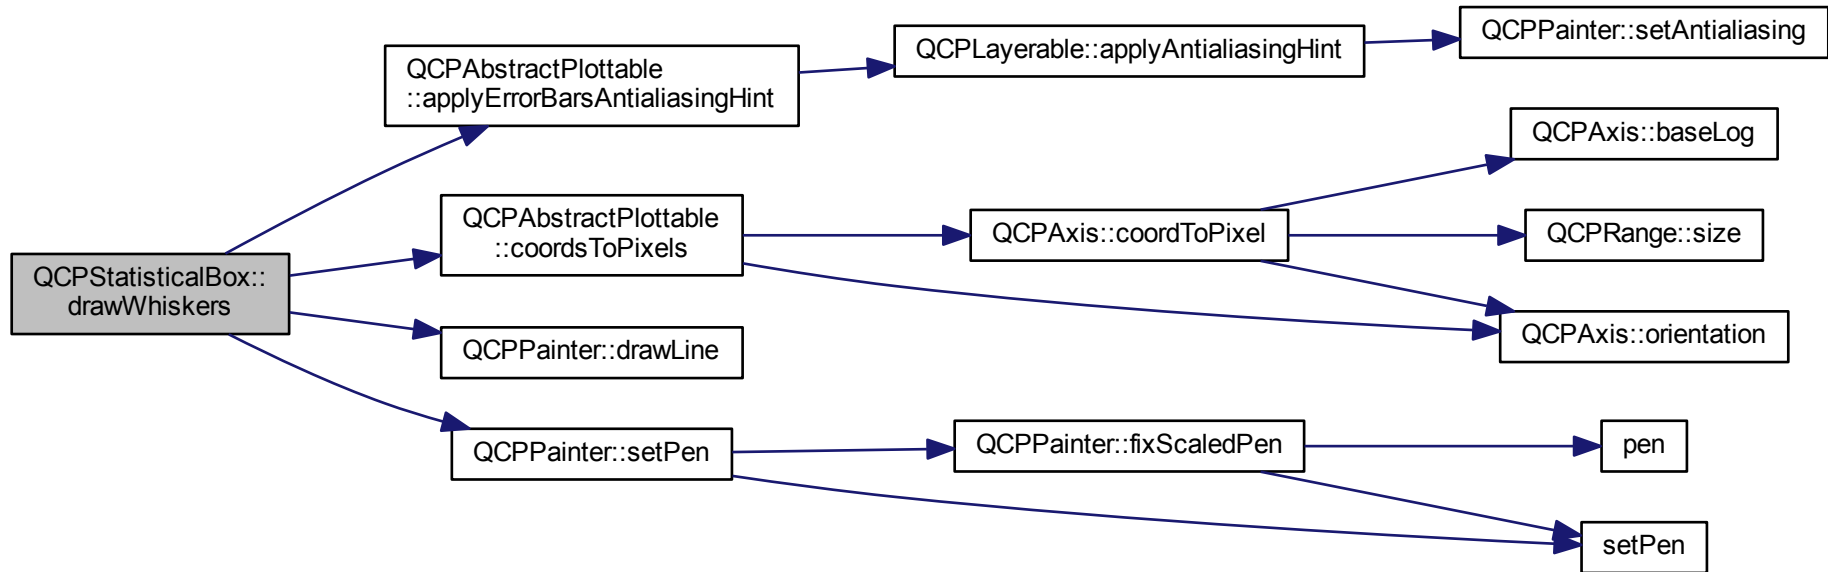 QCPStatisticalBox::
drawWhiskers
QCPAbstractPlottable
::applyErrorBarsAntialiasingHint
QCPLayerable::applyAntialiasingHint
QCPPainter::setAntialiasing
QCPAbstractPlottable
::coordsToPixels
QCPAxis::coordToPixel
QCPAxis::baseLog
QCPRange::size
QCPAxis::orientation
QCPPainter::drawLine
QCPPainter::setPen
QCPPainter::fixScaledPen
pen
setPen